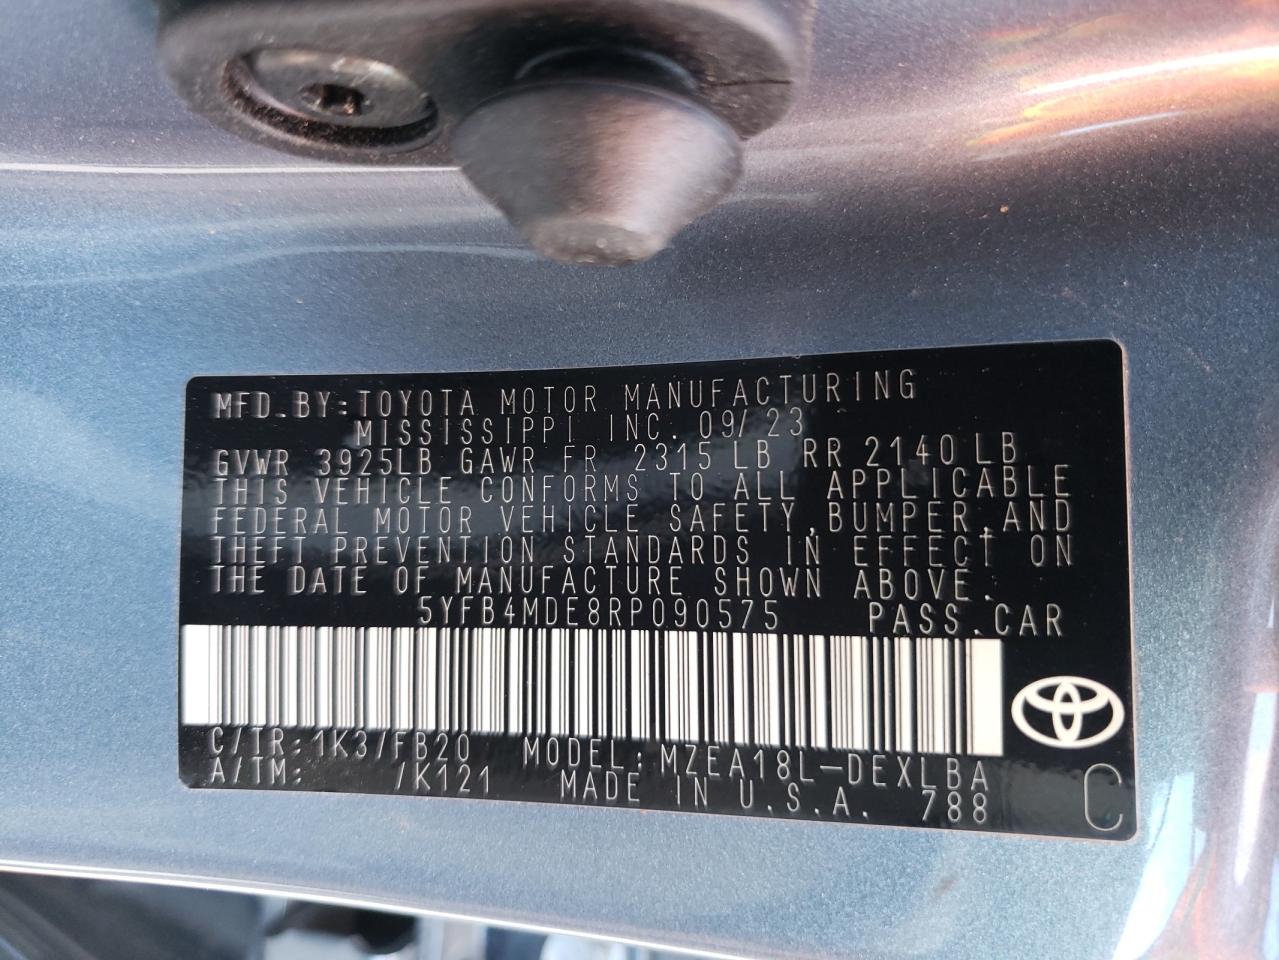 MFD.BY:TOYOTA MOTOR MANUFACTURING
MISSISSIPPI INC. 09/23
GVWR 3925LB GAWR FR 2315 LB RR 2140 LB
THIS VEHICLE CONFORMS TO ALL APPLICABLE
FEDERAL MOTOR VEHICLE SAFETY,BUMPER,AND
THEFT PREVENTION STANDARDS IN EFFECT ON
THE DATE OF MANUFACTURE SHOWN ABOVE.
5YFB4MDE8RP090575 PASS.CAR
C/TR:1K3/FB20 MODEL:MZEA18L-DEXLBA
A/TM: /K121 MADE IN U.S.A. 788
C